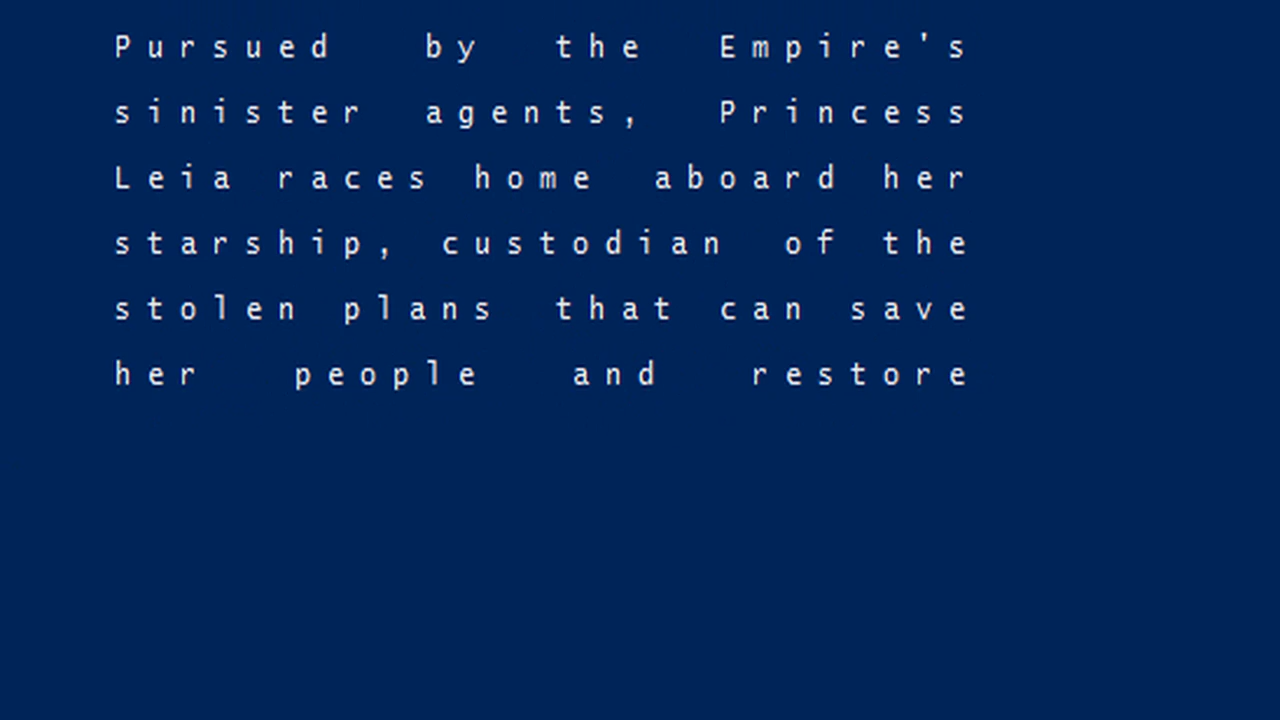 Pursued by the Empire's
sinister agents, Princess
Leia races home aboard her
starship, custodian of the
stolen plans that can save
her people and restore